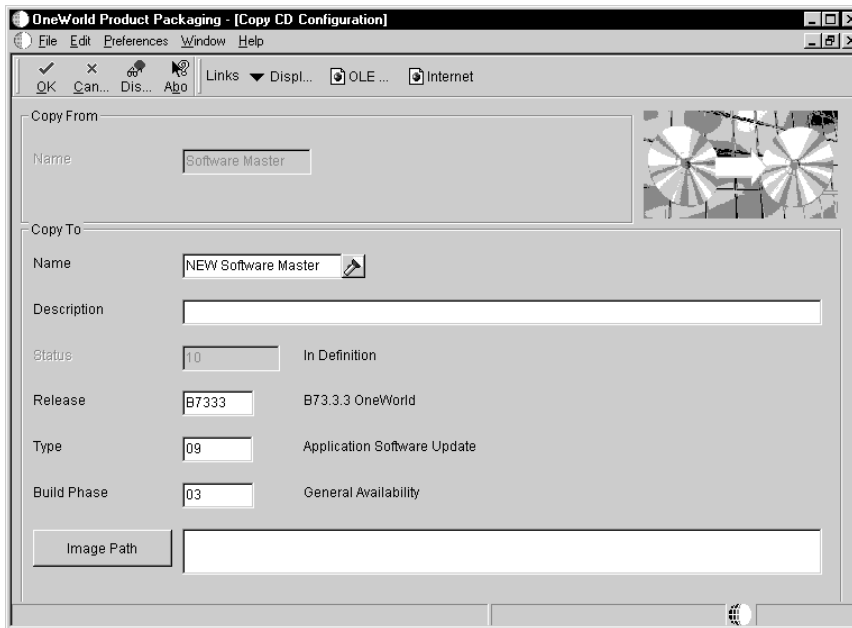 OneWorld Product Packaging - [Copy CD Configuration]
File Edit Preferences Window Help
OK Can... Dis... Abo Links Displ... OLE ... Internet
Copy From
Name Software Master
Copy To
Name NEW Software Master
Description
Status 10 In Definition
Release B7333 B73.3.3 OneWorld
Type 09 Application Software Update
Build Phase 03 General Availability
Image Path